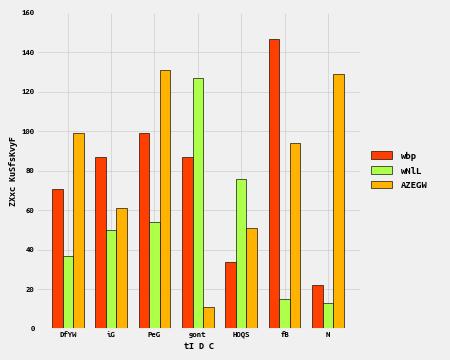 160
140
120
100
80
60
40
20
0
ZXxc KuSfsKvyF
DfYW iG PeG gont HOQS fB N
tI D C
wbp
wNlL
AZEGW